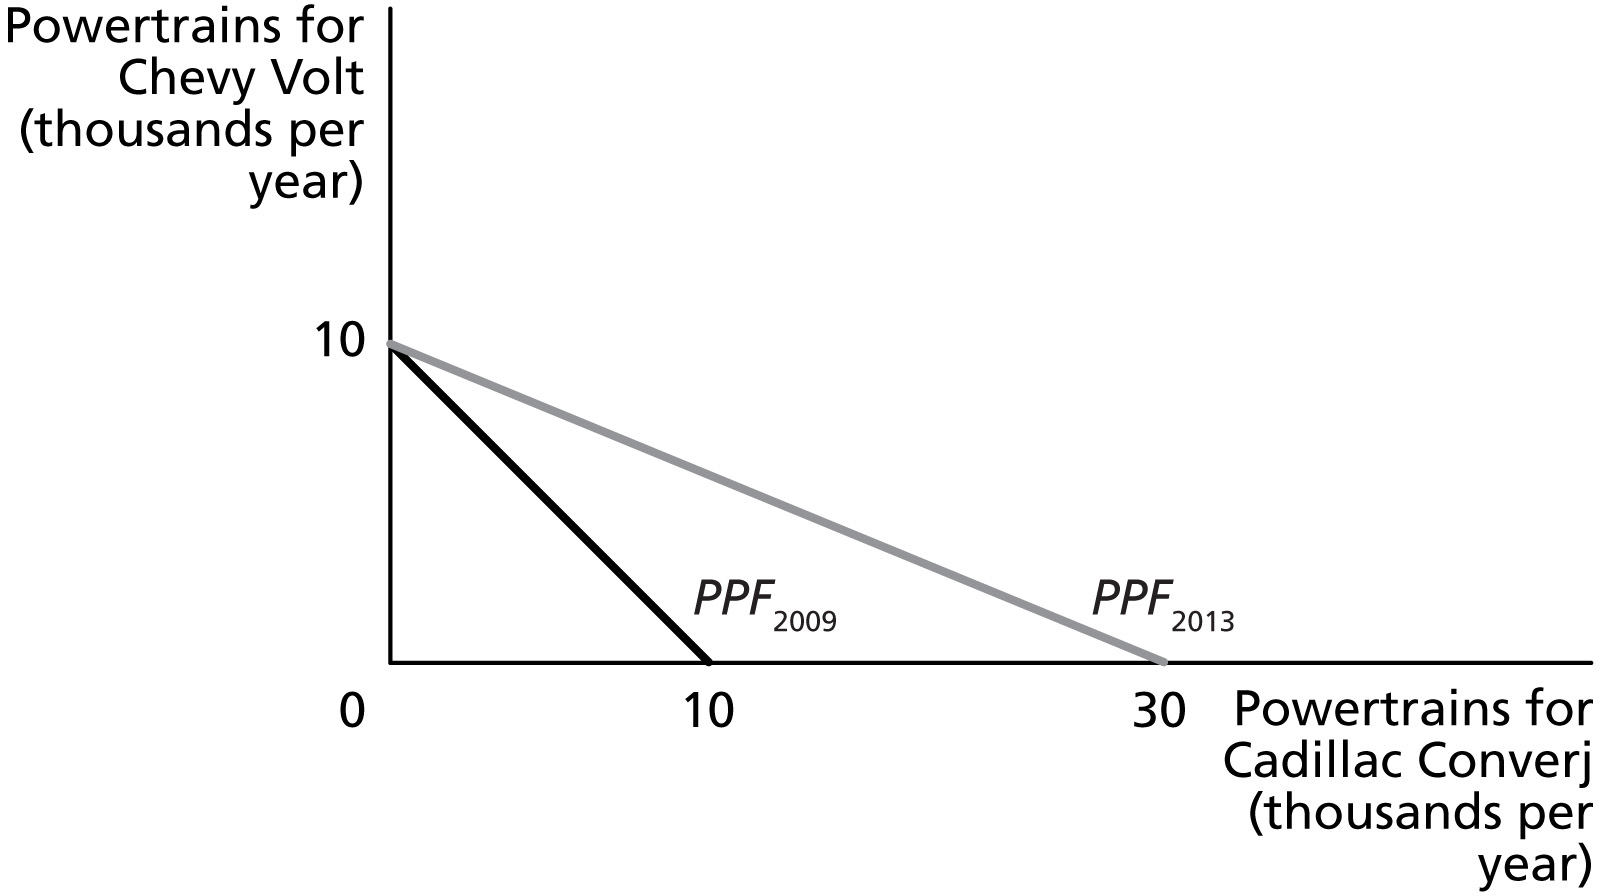 Powertrains for
Chevy Volt
(thousands per
year)
10
PPF2009
PPF2013
0
10
30
Powertrains for
Cadillac Converj
(thousands per
year)